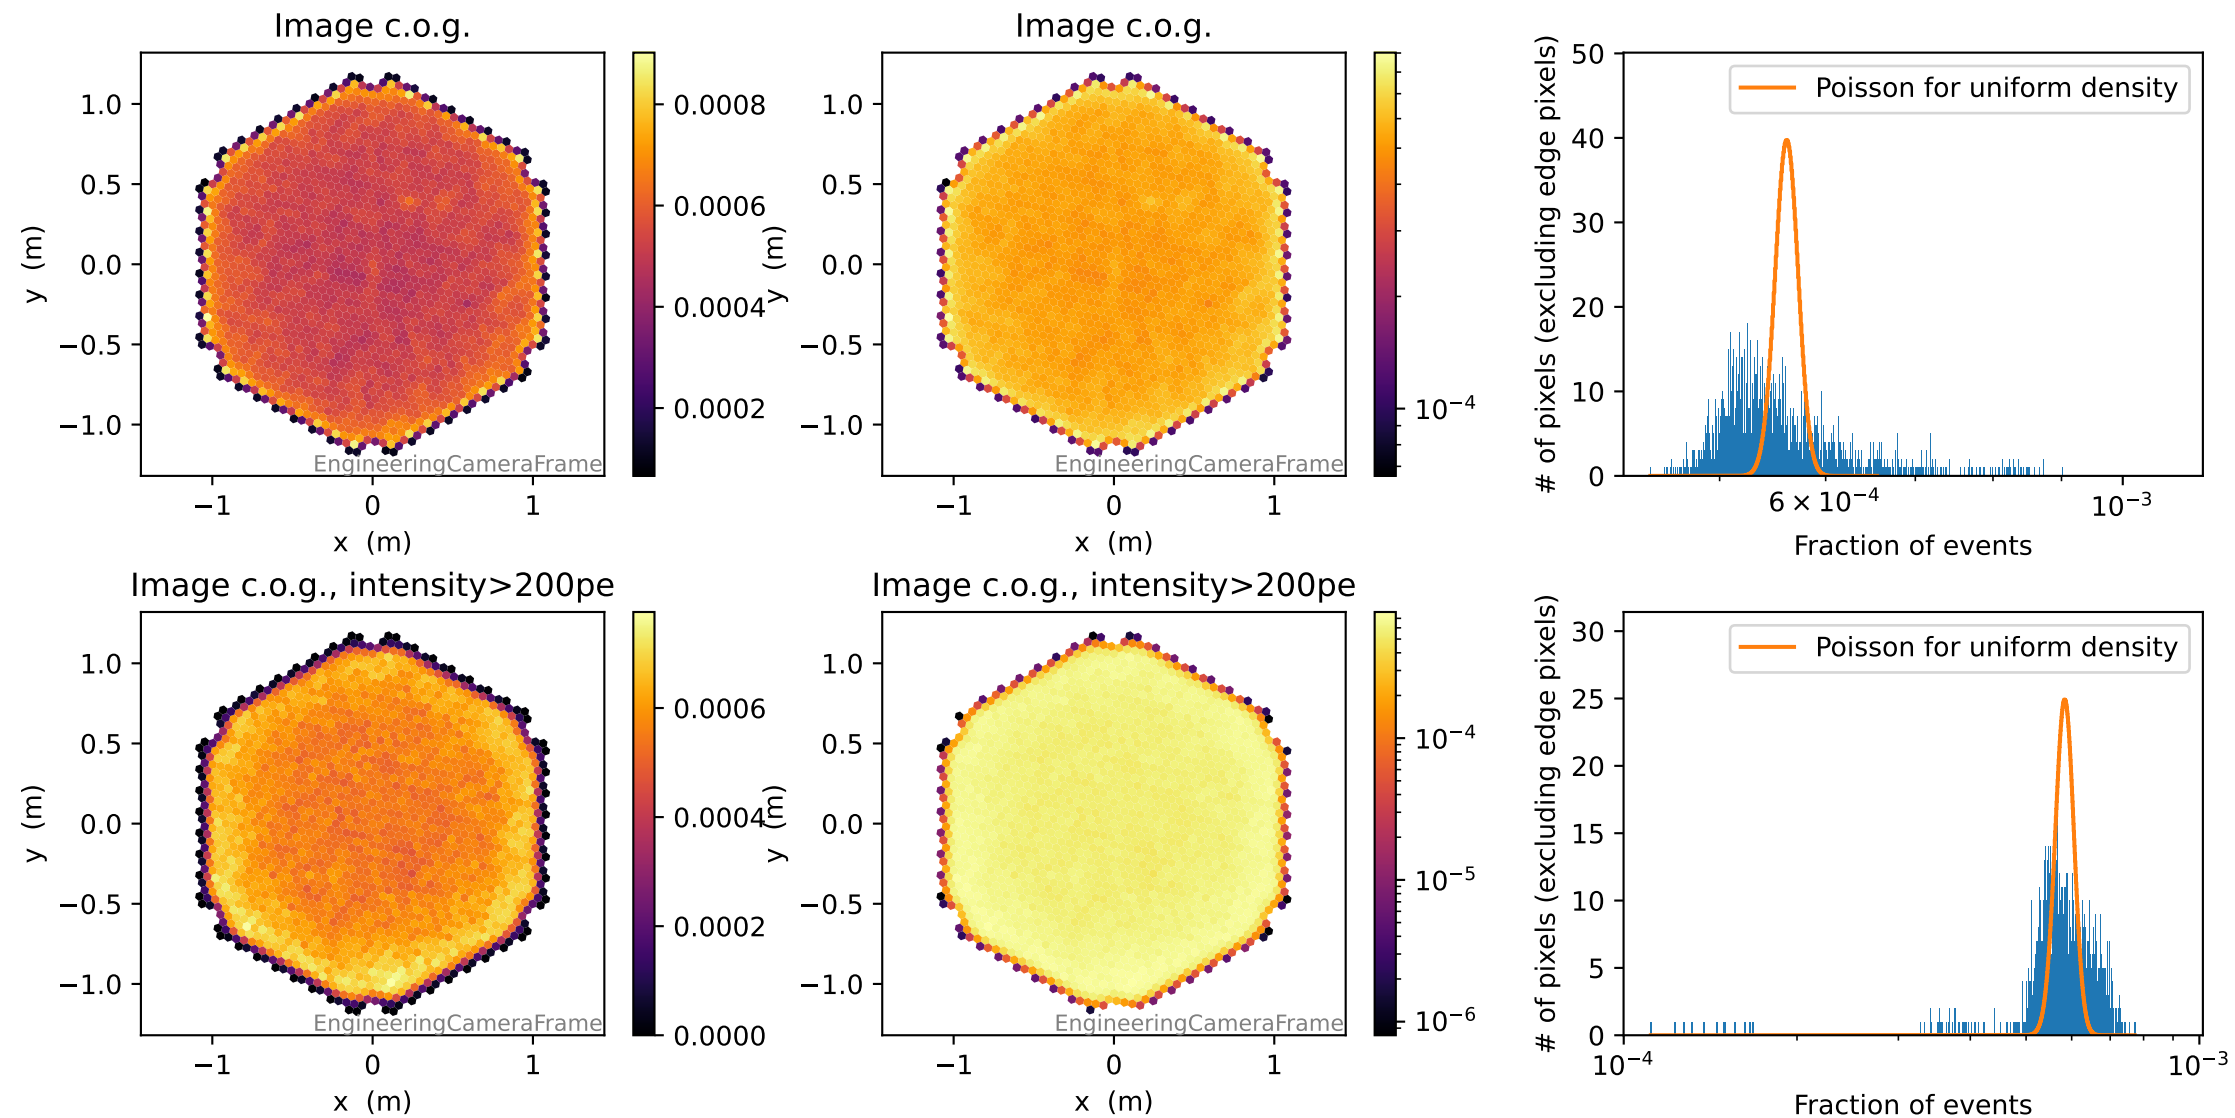 Image c.o.g.
1.0
0.5
0.0
−0.5
−1.0
y (m)
−1
0
1
x (m)
EngineeringCameraFrame
0.0008
0.0006
0.0004
0.0002
Image c.o.g.
1.0
0.5
0.0
−0.5
−1.0
y (m)
−1
0
1
x (m)
EngineeringCameraFrame
10⁻⁴
50
40
30
20
10
0
# of pixels (excluding edge pixels)
Poisson for uniform density
6 × 10⁻⁴
10⁻³
Fraction of events
Image c.o.g., intensity>200pe
1.0
0.5
0.0
−0.5
−1.0
y (m)
−1
0
1
x (m)
EngineeringCameraFrame
0.0006
0.0004
0.0002
0.0000
Image c.o.g., intensity>200pe
1.0
0.5
0.0
−0.5
−1.0
y (m)
−1
0
1
x (m)
EngineeringCameraFrame
10⁻⁴
10⁻⁵
10⁻⁶
30
25
20
15
10
5
0
# of pixels (excluding edge pixels)
Poisson for uniform density
10⁻⁴
10⁻³
Fraction of events